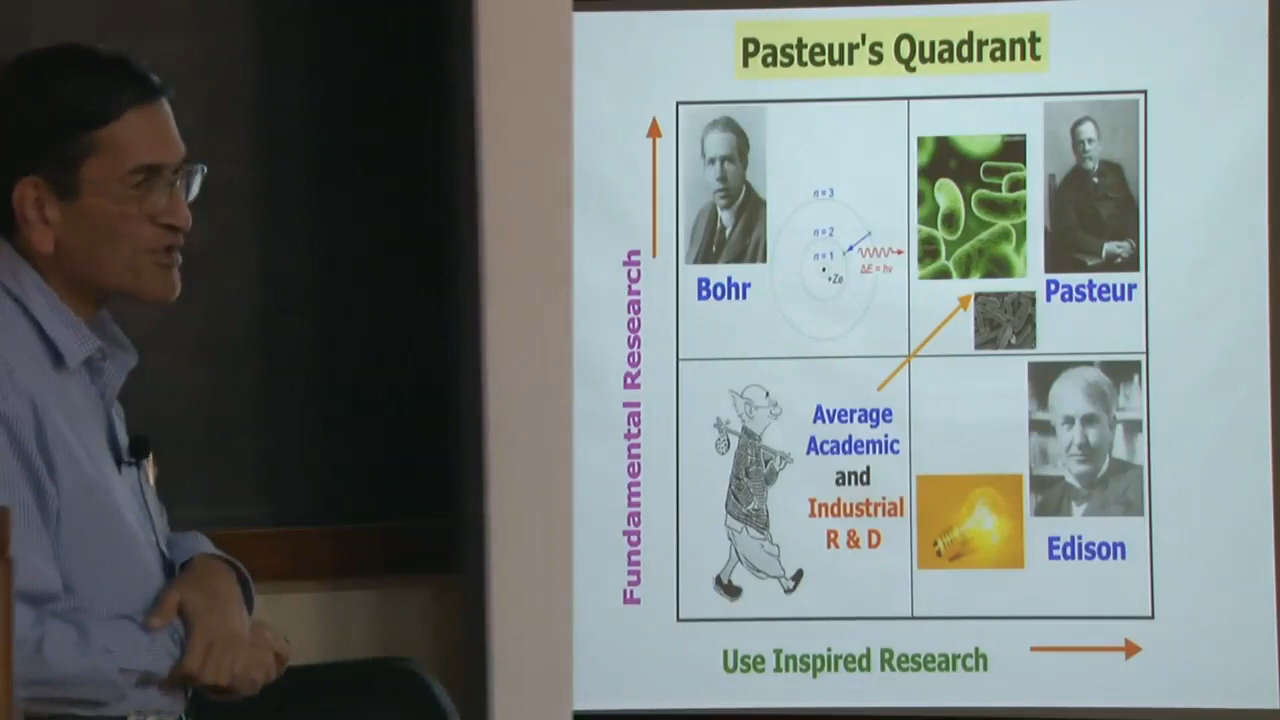 Pasteur's Quadrant
Fundamental Research
Bohr
n = 3
n = 2
n = 1
+Ze
ΔE = hν
Pasteur
Average
Academic
and
Industrial
R & D
Edison
Use Inspired Research